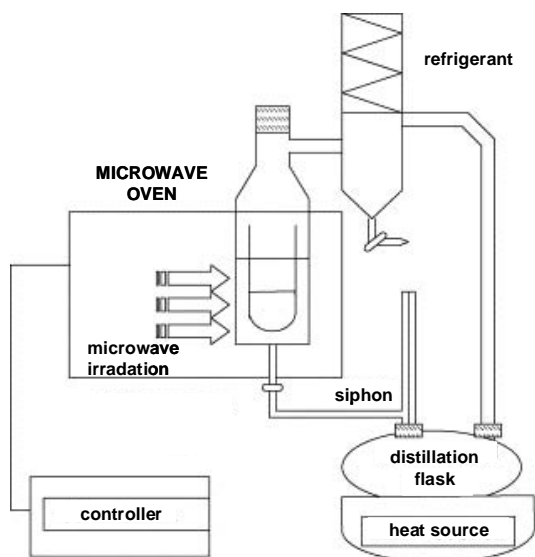 refrigerant
MICROWAVE
OVEN
microwave
irradiation
siphon
distillation
flask
controller
heat source